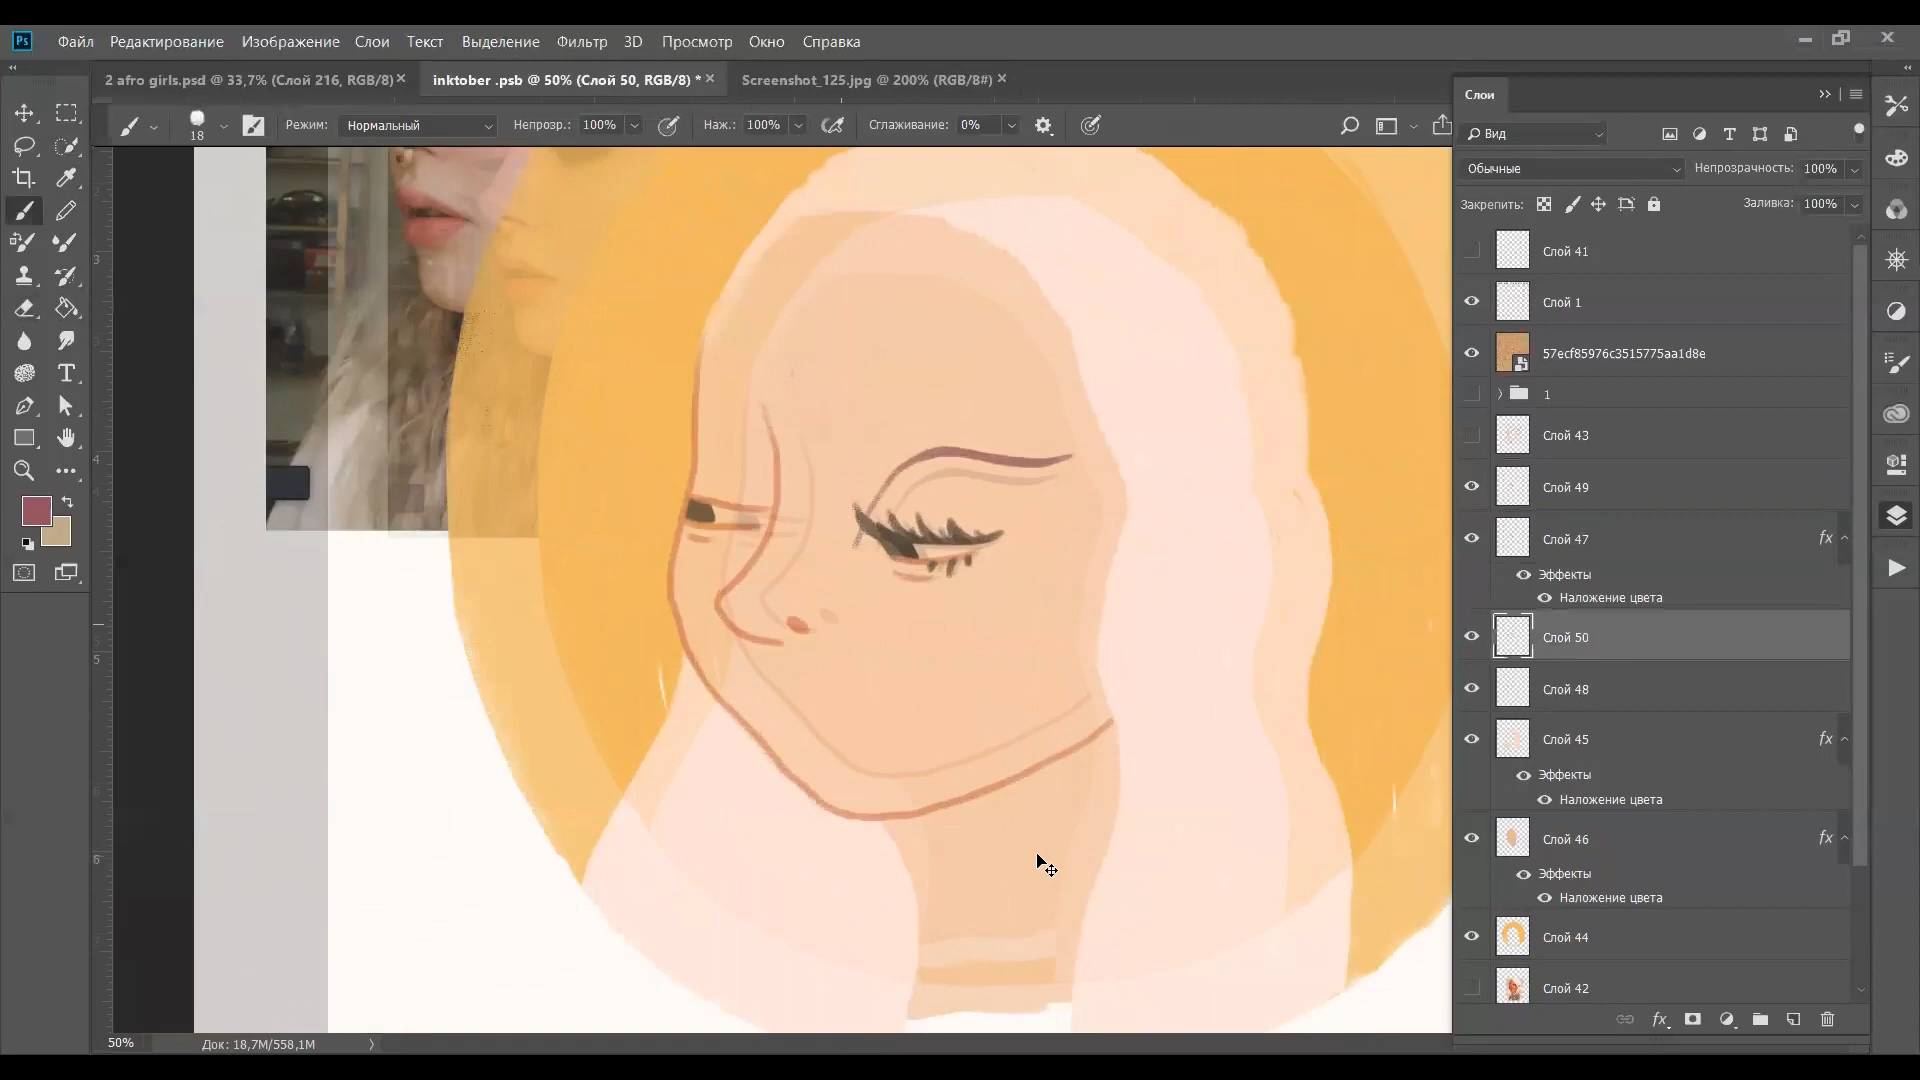 Ps Файл Редактирование Изображение Слои Текст Выделение Фильтр 3D Просмотр Окно Справка
2 afro girls.psd @ 33,7% (Слой 216, RGB/8) inktober .psb @ 50% (Слой 50, RGB/8) * Screenshot_125.jpg @ 200% (RGB/8#)
18 Режим: Нормальный Непрозр.: 100% Наж.: 100% Сглаживание: 0%
Слои
Вид
Обычные Непрозрачность: 100%
Закрепить: Заливка: 100%
Слой 41
Слой 1
57ecf85976c3515775aa1d8e
1
Слой 43
Слой 49
Слой 47 fx
Эффекты
Наложение цвета
Слой 50
Слой 48
Слой 45 fx
Эффекты
Наложение цвета
Слой 46 fx
Эффекты
Наложение цвета
Слой 44
Слой 42
fx
50% Док: 18,7M/558,1M